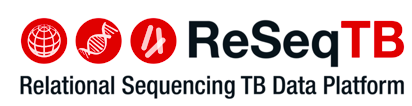 ReSeqTB
Relational Sequencing TB Data Platform